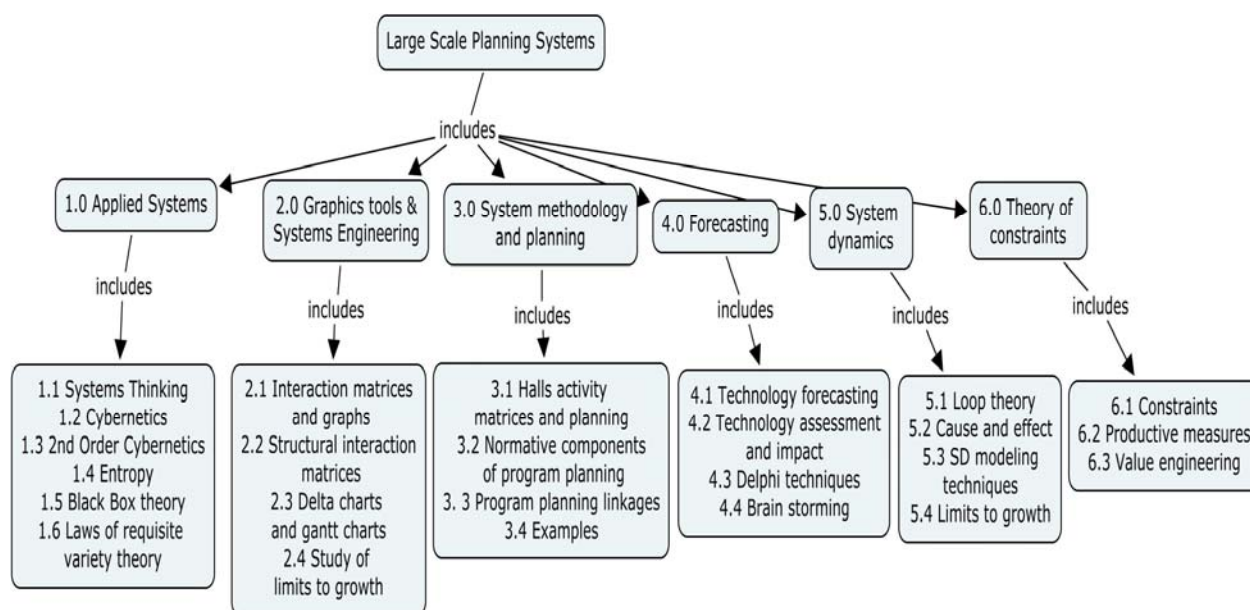 Large Scale Planning Systems
includes
1.0 Applied Systems
2.0 Graphics tools &
Systems Engineering
3.0 System methodology
and planning
4.0 Forecasting
5.0 System
dynamics
6.0 Theory of
constraints
includes
includes
includes
includes
includes
includes
1.1 Systems Thinking
1.2 Cybernetics
1.3 2nd Order Cybernetics
1.4 Entropy
1.5 Black Box theory
1.6 Laws of requisite
variety theory
2.1 Interaction matrices
and graphs
2.2 Structural interaction
matrices
2.3 Delta charts
and gantt charts
2.4 Study of
limits to growth
3.1 Halls activity
matrices and planning
3.2 Normative components
of program planning
3. 3 Program planning linkages
3.4 Examples
4.1 Technology forecasting
4.2 Technology assessment
and impact
4.3 Delphi techniques
4.4 Brain storming
5.1 Loop theory
5.2 Cause and effect
5.3 SD modeling
techniques
5.4 Limits to growth
6.1 Constraints
6.2 Productive measures
6.3 Value engineering